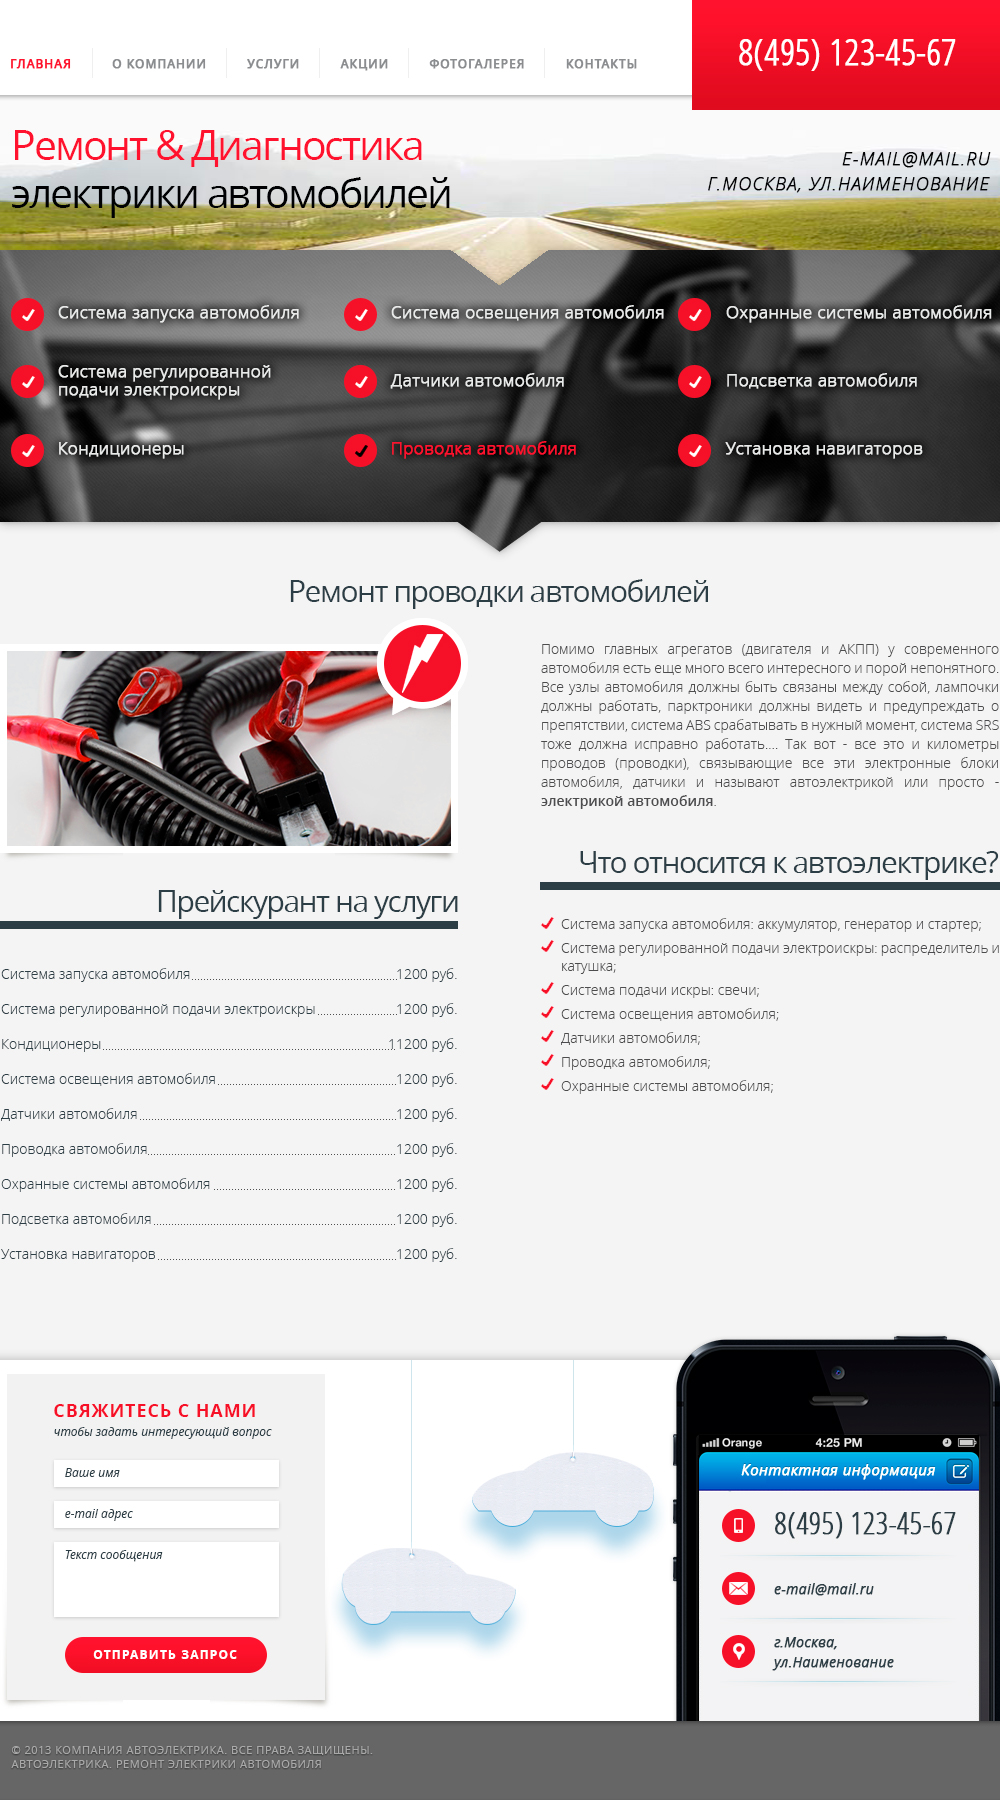 ГЛАВНАЯ
О КОМПАНИИ
УСЛУГИ
АКЦИИ
ФОТОГАЛЕРЕЯ
КОНТАКТЫ
8(495) 123-45-67
Ремонт & Диагностика
электрики автомобилей
E-MAIL@MAIL.RU
Г.МОСКВА, УЛ.НАИМЕНОВАНИЕ
Система запуска автомобиля
Система освещения автомобиля
Охранные системы автомобиля
Система регулированной
подачи электроискры
Датчики автомобиля
Подсветка автомобиля
Кондиционеры
Проводка автомобиля
Установка навигаторов
Ремонт проводки автомобилей
Помимо главных агрегатов (двигателя и АКПП) у современного
автомобиля есть еще много всего интересного и порой непонятного.
Все узлы автомобиля должны быть связаны между собой, лампочки
должны работать, парктроники должны видеть и предупреждать о
препятствии, система ABS срабатывать в нужный момент, система SRS
тоже должна исправно работать.... Так вот - все это и километры
проводов (проводки), связывающие все эти электронные блоки
автомобиля, датчики и называют автоэлектрикой или просто -
электрикой автомобиля.
Прейскурант на услуги
Система запуска автомобиля 1200 руб.
Система регулированной подачи электроискры 1200 руб.
Кондиционеры 11200 руб.
Система освещения автомобиля 1200 руб.
Датчики автомобиля 1200 руб.
Проводка автомобиля 1200 руб.
Охранные системы автомобиля 1200 руб.
Подсветка автомобиля 1200 руб.
Установка навигаторов 1200 руб.
Что относится к автоэлектрике?
Система запуска автомобиля: аккумулятор, генератор и стартер;
Система регулированной подачи электроискры: распределитель и
катушка;
Система подачи искры: свечи;
Система освещения автомобиля;
Датчики автомобиля;
Проводка автомобиля;
Охранные системы автомобиля;
СВЯЖИТЕСЬ С НАМИ
чтобы задать интересующий вопрос
Ваше имя
e-mail адрес
Текст сообщения
ОТПРАВИТЬ ЗАПРОС
Orange 4:25 PM
Контактная информация
8(495) 123-45-67
e-mail@mail.ru
г.Москва,
ул.Наименование
© 2013 КОМПАНИЯ АВТОЭЛЕКТРИКА. ВСЕ ПРАВА ЗАЩИЩЕНЫ.
АВТОЭЛЕКТРИКА. РЕМОНТ ЭЛЕКТРИКИ АВТОМОБИЛЯ